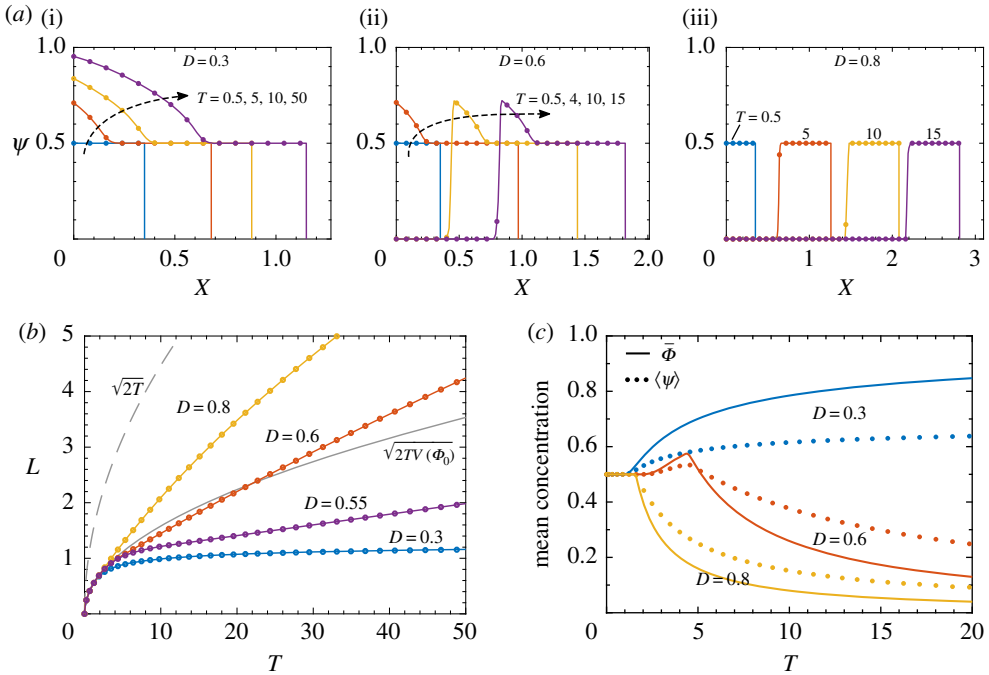 (a) (i) (ii) (iii)
1.0 1.0 1.0
D = 0.3 D = 0.6 D = 0.8
T = 0.5, 5, 10, 50 T = 0.5, 4, 10, 15 T = 0.5 5 10 15
ψ 0.5 0.5 0.5
0 0.5 1.0 0 0.5 1.0 1.5 2.0 0 1 2 3
X X X
(b) (c)
5 4 3 2 1 0
L
√2T
D = 0.8
D = 0.6
√2TV(Φ0)
D = 0.55
D = 0.3
10 20 30 40 50
T
1.0 0.8 0.6 0.4 0.2 0
mean concentration
Φ̄
⟨ψ⟩
D = 0.3
D = 0.6
D = 0.8
5 10 15 20
T